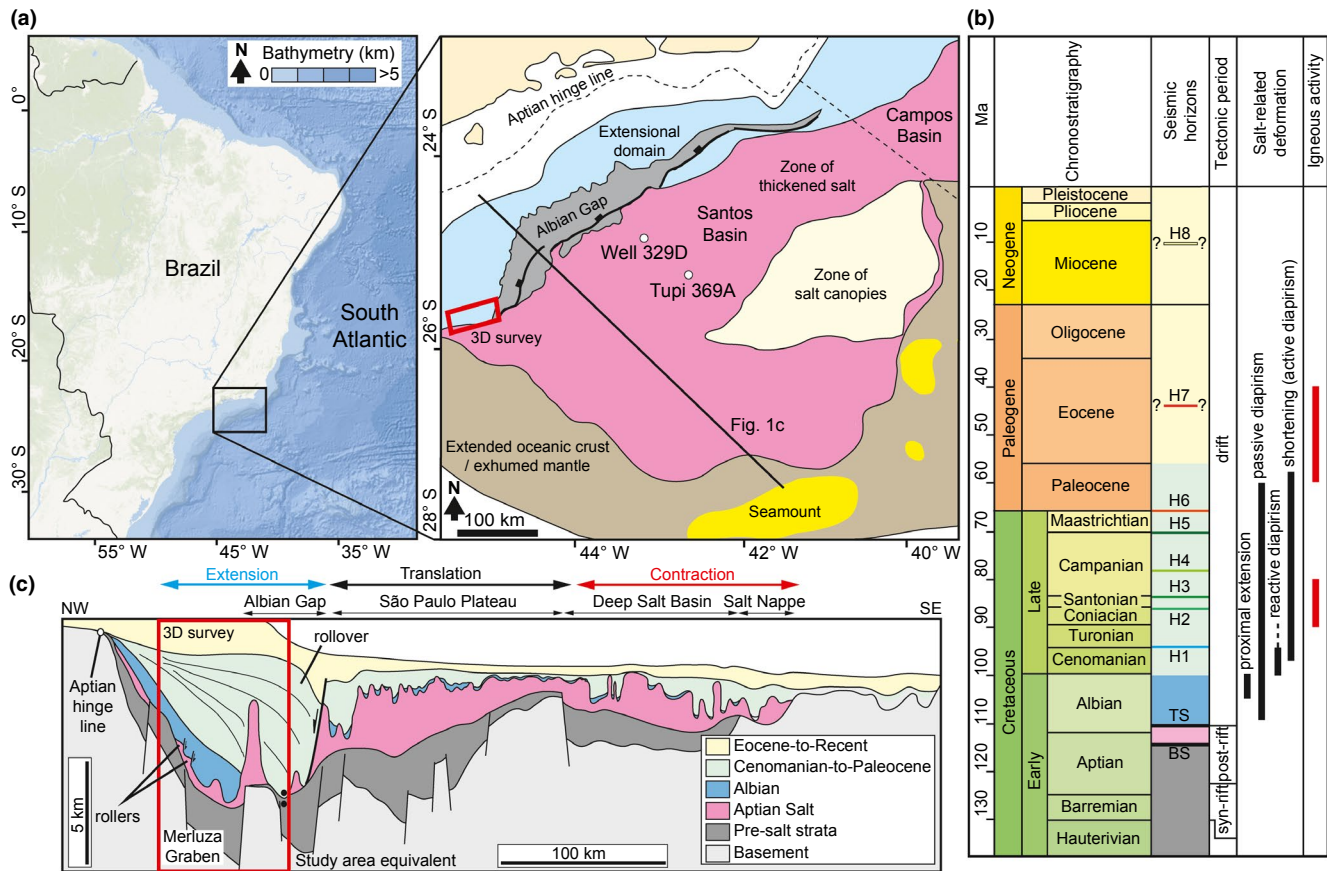 (a)
N
Bathymetry (km)
0
>5
0°
10° S
20° S
30° S
55° W
45° W
35° W
Brazil
South
Atlantic
24° S
26° S
28° S
44° W
42° W
40° W
Aptian hinge line
Extensional
domain
Albian Gap
Campos
Basin
Zone of
thickened salt
Santos
Basin
Well 329D
Tupi 369A
Zone of
salt canopies
3D survey
Fig. 1c
Extended oceanic crust
/ exhumed mantle
N
100 km
Seamount
(b)
Ma
Chronostratigraphy
Seismic
horizons
Tectonic period
Salt-related
deformation
Igneous activity
10
20
30
40
50
60
70
80
90
100
110
120
130
Neogene
Paleogene
Cretaceous
Late
Early
Pleistocene
Pliocene
Miocene
Oligocene
Eocene
Paleocene
Maastrichtian
Campanian
Santonian
Coniacian
Turonian
Cenomanian
Albian
Aptian
Barremian
Hauterivian
H8
? ?
H7
? ?
H6
H5
H4
H3
H2
H1
TS
BS
drift
post-rift
syn-rift
proximal extension
passive diapirism
reactive diapirism
shortening (active diapirism)
(c)
Extension
Translation
Contraction
NW
Albian Gap
São Paulo Plateau
Deep Salt Basin
Salt Nappe
SE
3D survey
rollover
Aptian
hinge
line
rollers
5 km
Merluza
Graben
Study area equivalent
100 km
Eocene-to-Recent
Cenomanian-to-Paleocene
Albian
Aptian Salt
Pre-salt strata
Basement